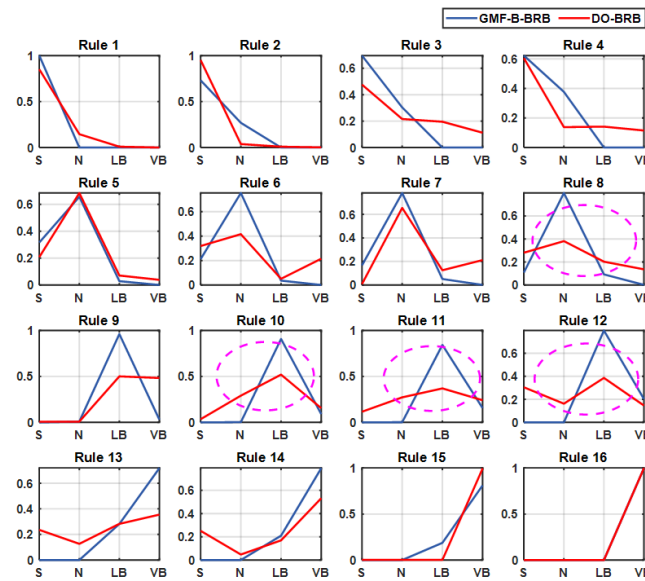 GMF-B-BRB DO-BRB
Rule 1 Rule 2 Rule 3 Rule 4
1 1 0.6 0.6
0.5 0.5 0.4 0.4
0.2 0.2
0 0 0 0
S N LB VB S N LB VB S N LB VB S N LB VB
Rule 5 Rule 6 Rule 7 Rule 8
0.6 0.6 0.6 0.6
0.4 0.4 0.4 0.4
0.2 0.2 0.2 0.2
0 0 0 0
S N LB VB S N LB VB S N LB VB S N LB VB
Rule 9 Rule 10 Rule 11 Rule 12
1 1 1 0.6
0.5 0.5 0.5 0.4
0.2
0 0 0 0
S N LB VB S N LB VB S N LB VB S N LB VB
Rule 13 Rule 14 Rule 15 Rule 16
0.6 0.6 1 1
0.4 0.4 0.5 0.5
0.2 0.2
0 0 0 0
S N LB VB S N LB VB S N LB VB S N LB VB